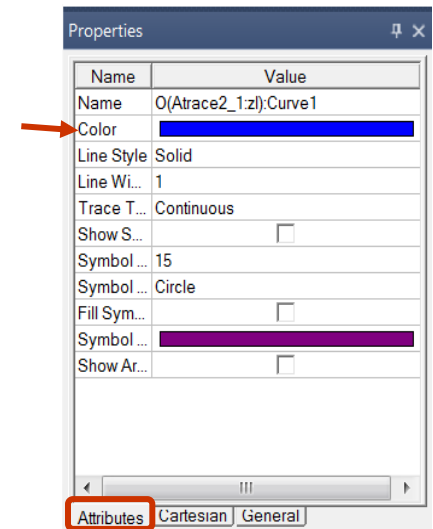 Properties
Name Value
Name O(Atrace2_1:zl):Curve1
Color
Line Style Solid
Line Wi... 1
Trace T... Continuous
Show S...
Symbol ... 15
Symbol ... Circle
Fill Sym...
Symbol ...
Show Ar...
Attributes Cartesian General